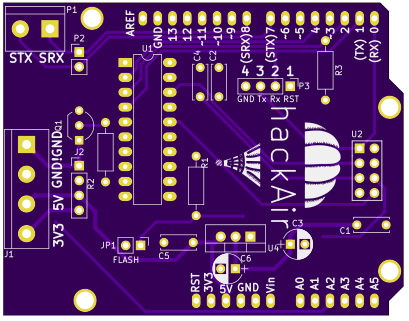 P1
STX SRX
P2
AREF
GND
13
12
~11
~10
~9
(SRX)8
(STX)7
~6
~5
4
~3
2
(TX) 1
(RX) 0
U1
C4
C2
R3
4 3 2 1
P3
GND Tx Rx RST
Q1
GND!GND
J2
5V
3V3
R2
J1
R1
hackAir
U2
JP1
FLASH
C5
C6
U4
C3
C1
RST
3V3
5V
GND
Vin
A0
A1
A2
A3
A4
A5